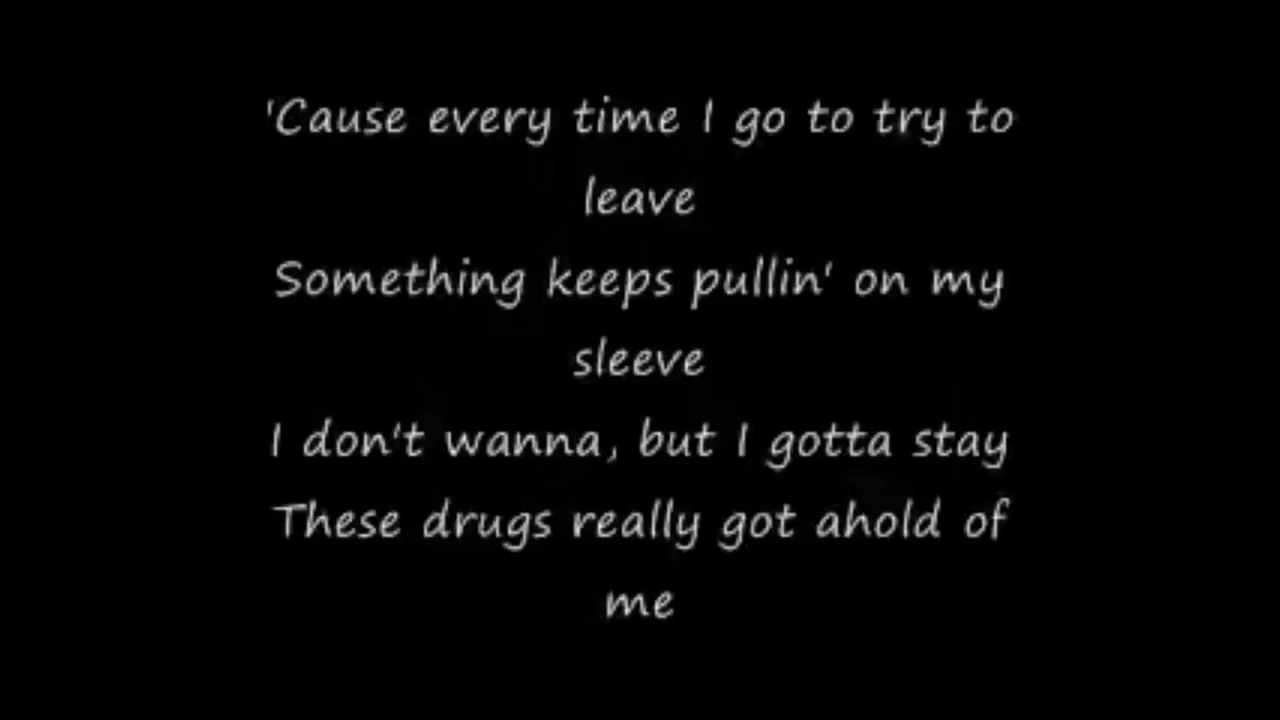 'Cause every time I go to try to
leave
Something keeps pullin' on my
sleeve
I don't wanna, but I gotta stay
These drugs really got ahold of
me